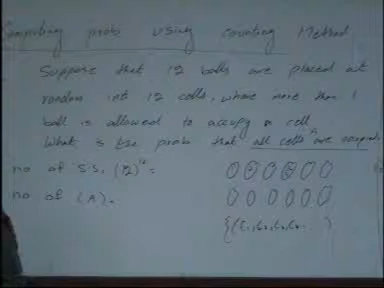 Computing prob using counting Method
Suppose that 12 balls are placed at
random int 12 cells, where more than 1
ball is allowed to occupy a cell
What is the prob that all cells are occupied
A
no of S.S, (12)¹² =
no of (A) =